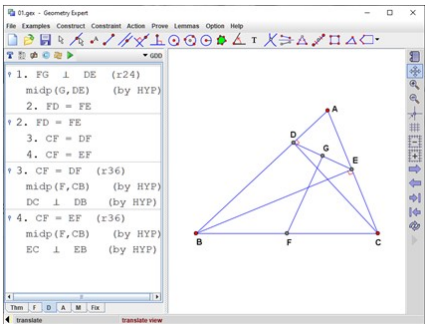 01.gex - Geometry Expert
File Examples Construct Constraint Action Prove Lemmas Option Help
GDD
1. FG ⊥ DE (r24)
midp(G,DE) (by HYP)
2. FD = FE
2. FD = FE
3. CF = DF
4. CF = EF
3. CF = DF (r36)
midp(F,CB) (by HYP)
DC ⊥ DB (by HYP)
4. CF = EF (r36)
midp(F,CB) (by HYP)
EC ⊥ EB (by HYP)
A
D
G
E
B
F
C
Thm F D A M Fix
translate translate view